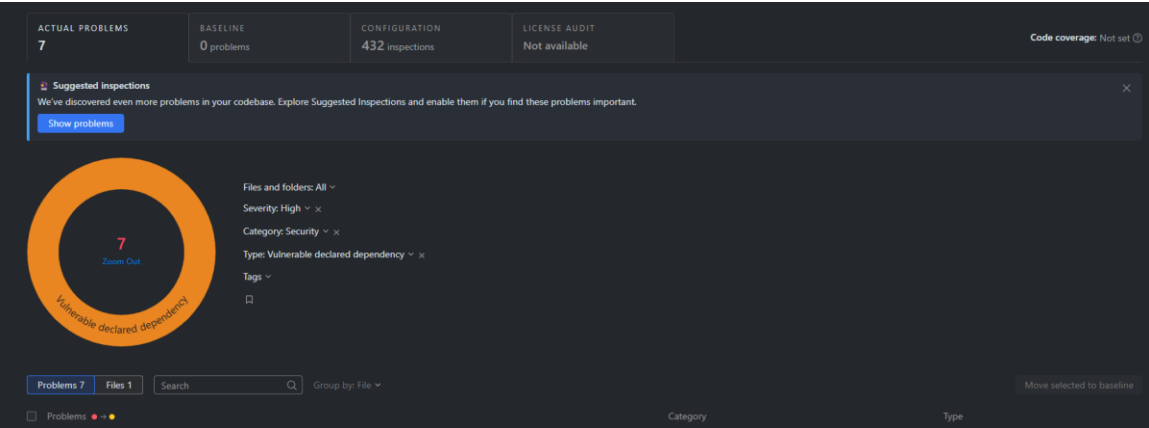 ACTUAL PROBLEMS
7
BASELINE
0 problems
CONFIGURATION
432 inspections
LICENSE AUDIT
Not available
Code coverage: Not set
Suggested inspections
We've discovered even more problems in your codebase. Explore Suggested Inspections and enable them if you find these problems important.
Show problems
7
Zoom Out
Vulnerable declared dependency
Files and folders: All
Severity: High
Category: Security
Type: Vulnerable declared dependency
Tags
Problems 7
Files 1
Search
Group by: File
Move selected to baseline
Problems
Category
Type